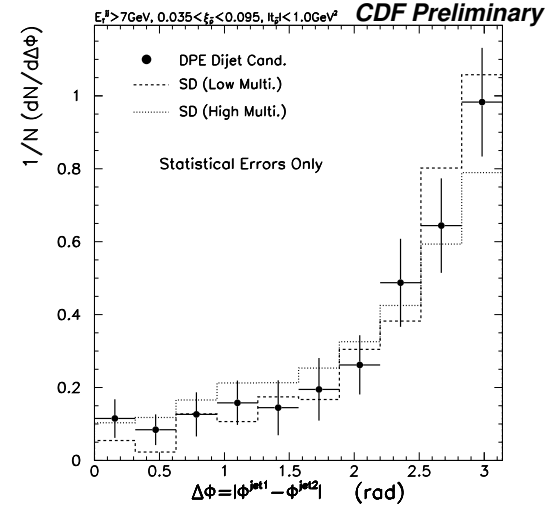 E_T^jj>7GeV, 0.035<ξ_p̄<0.095, |t_p̄|<1.0GeV²
CDF Preliminary
1/N (dN/dΔΦ)
DPE Dijet Cand.
SD (Low Multi.)
SD (High Multi.)
Statistical Errors Only
1
0.8
0.6
0.4
0.2
0
0 0.5 1 1.5 2 2.5 3
ΔΦ=|Φ^jet1−Φ^jet2| (rad)